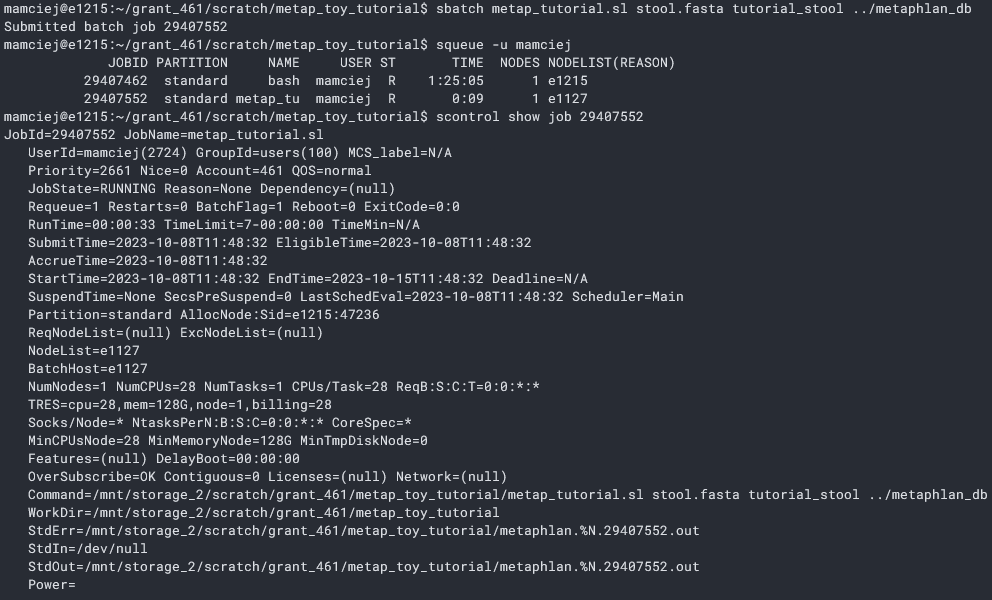 mamciej@e1215:~/grant_461/scratch/metap_toy_tutorial$ sbatch metap_tutorial.sl stool.fasta tutorial_stool ../metaphlan_db
Submitted batch job 29407552
mamciej@e1215:~/grant_461/scratch/metap_toy_tutorial$ squeue -u mamciej
             JOBID PARTITION     NAME     USER ST       TIME  NODES NODELIST(REASON)
          29407462  standard     bash  mamciej  R    1:25:05      1 e1215
          29407552  standard metap_tu  mamciej  R       0:09      1 e1127
mamciej@e1215:~/grant_461/scratch/metap_toy_tutorial$ scontrol show job 29407552
JobId=29407552 JobName=metap_tutorial.sl
   UserId=mamciej(2724) GroupId=users(100) MCS_label=N/A
   Priority=2661 Nice=0 Account=461 QOS=normal
   JobState=RUNNING Reason=None Dependency=(null)
   Requeue=1 Restarts=0 BatchFlag=1 Reboot=0 ExitCode=0:0
   RunTime=00:00:33 TimeLimit=7-00:00:00 TimeMin=N/A
   SubmitTime=2023-10-08T11:48:32 EligibleTime=2023-10-08T11:48:32
   AccrueTime=2023-10-08T11:48:32
   StartTime=2023-10-08T11:48:32 EndTime=2023-10-15T11:48:32 Deadline=N/A
   SuspendTime=None SecsPreSuspend=0 LastSchedEval=2023-10-08T11:48:32 Scheduler=Main
   Partition=standard AllocNode:Sid=e1215:47236
   ReqNodeList=(null) ExcNodeList=(null)
   NodeList=e1127
   BatchHost=e1127
   NumNodes=1 NumCPUs=28 NumTasks=1 CPUs/Task=28 ReqB:S:C:T=0:0:*:*
   TRES=cpu=28,mem=128G,node=1,billing=28
   Socks/Node=* NtasksPerN:B:S:C=0:0:*:* CoreSpec=*
   MinCPUsNode=28 MinMemoryNode=128G MinTmpDiskNode=0
   Features=(null) DelayBoot=00:00:00
   OverSubscribe=OK Contiguous=0 Licenses=(null) Network=(null)
   Command=/mnt/storage_2/scratch/grant_461/metap_toy_tutorial/metap_tutorial.sl stool.fasta tutorial_stool ../metaphlan_db
   WorkDir=/mnt/storage_2/scratch/grant_461/metap_toy_tutorial
   StdErr=/mnt/storage_2/scratch/grant_461/metap_toy_tutorial/metaphlan.%N.29407552.out
   StdIn=/dev/null
   StdOut=/mnt/storage_2/scratch/grant_461/metap_toy_tutorial/metaphlan.%N.29407552.out
   Power=